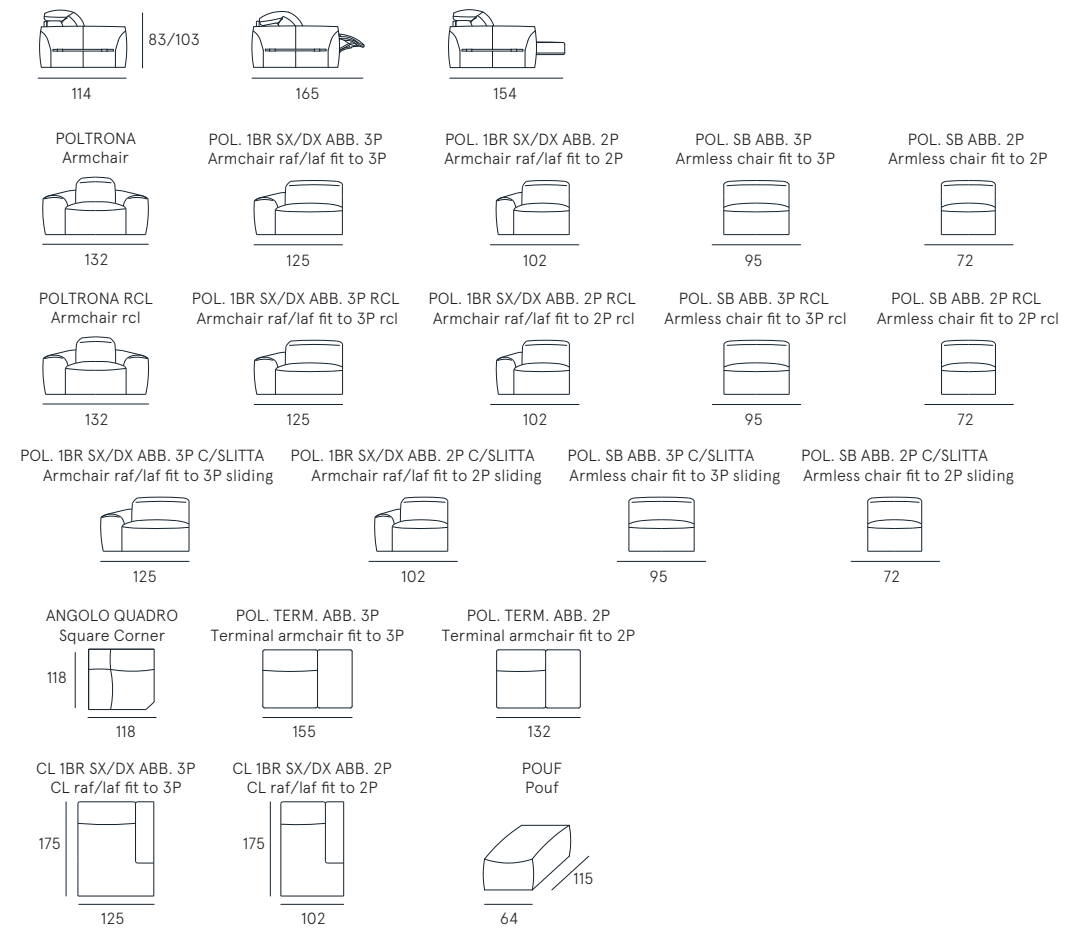 83/103
114
165
154
POLTRONA
Armchair
POL. 1BR SX/DX ABB. 3P
Armchair raf/laf fit to 3P
POL. 1BR SX/DX ABB. 2P
Armchair raf/laf fit to 2P
POL. SB ABB. 3P
Armless chair fit to 3P
POL. SB ABB. 2P
Armless chair fit to 2P
132
125
102
95
72
POLTRONA RCL
Armchair rcl
POL. 1BR SX/DX ABB. 3P RCL
Armchair raf/laf fit to 3P rcl
POL. 1BR SX/DX ABB. 2P RCL
Armchair raf/laf fit to 2P rcl
POL. SB ABB. 3P RCL
Armless chair fit to 3P rcl
POL. SB ABB. 2P RCL
Armless chair fit to 2P rcl
132
125
102
95
72
POL. 1BR SX/DX ABB. 3P C/SLITTA
Armchair raf/laf fit to 3P sliding
POL. 1BR SX/DX ABB. 2P C/SLITTA
Armchair raf/laf fit to 2P sliding
POL. SB ABB. 3P C/SLITTA
Armless chair fit to 3P sliding
POL. SB ABB. 2P C/SLITTA
Armless chair fit to 2P sliding
125
102
95
72
ANGOLO QUADRO
Square Corner
POL. TERM. ABB. 3P
Terminal armchair fit to 3P
POL. TERM. ABB. 2P
Terminal armchair fit to 2P
118
118
155
132
CL 1BR SX/DX ABB. 3P
CL raf/laf fit to 3P
CL 1BR SX/DX ABB. 2P
CL raf/laf fit to 2P
POUF
Pouf
175
175
115
125
102
64